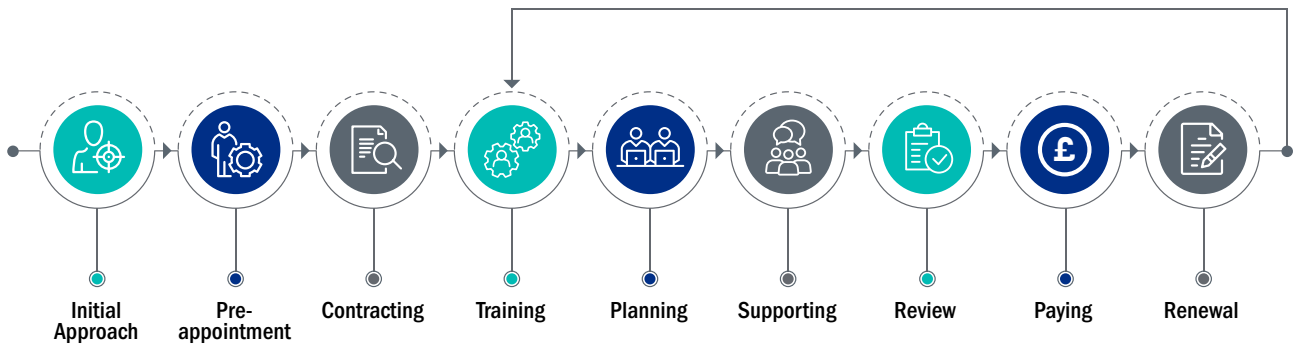 £
Initial
Approach
Pre-
appointment
Contracting
Training
Planning
Supporting
Review
Paying
Renewal